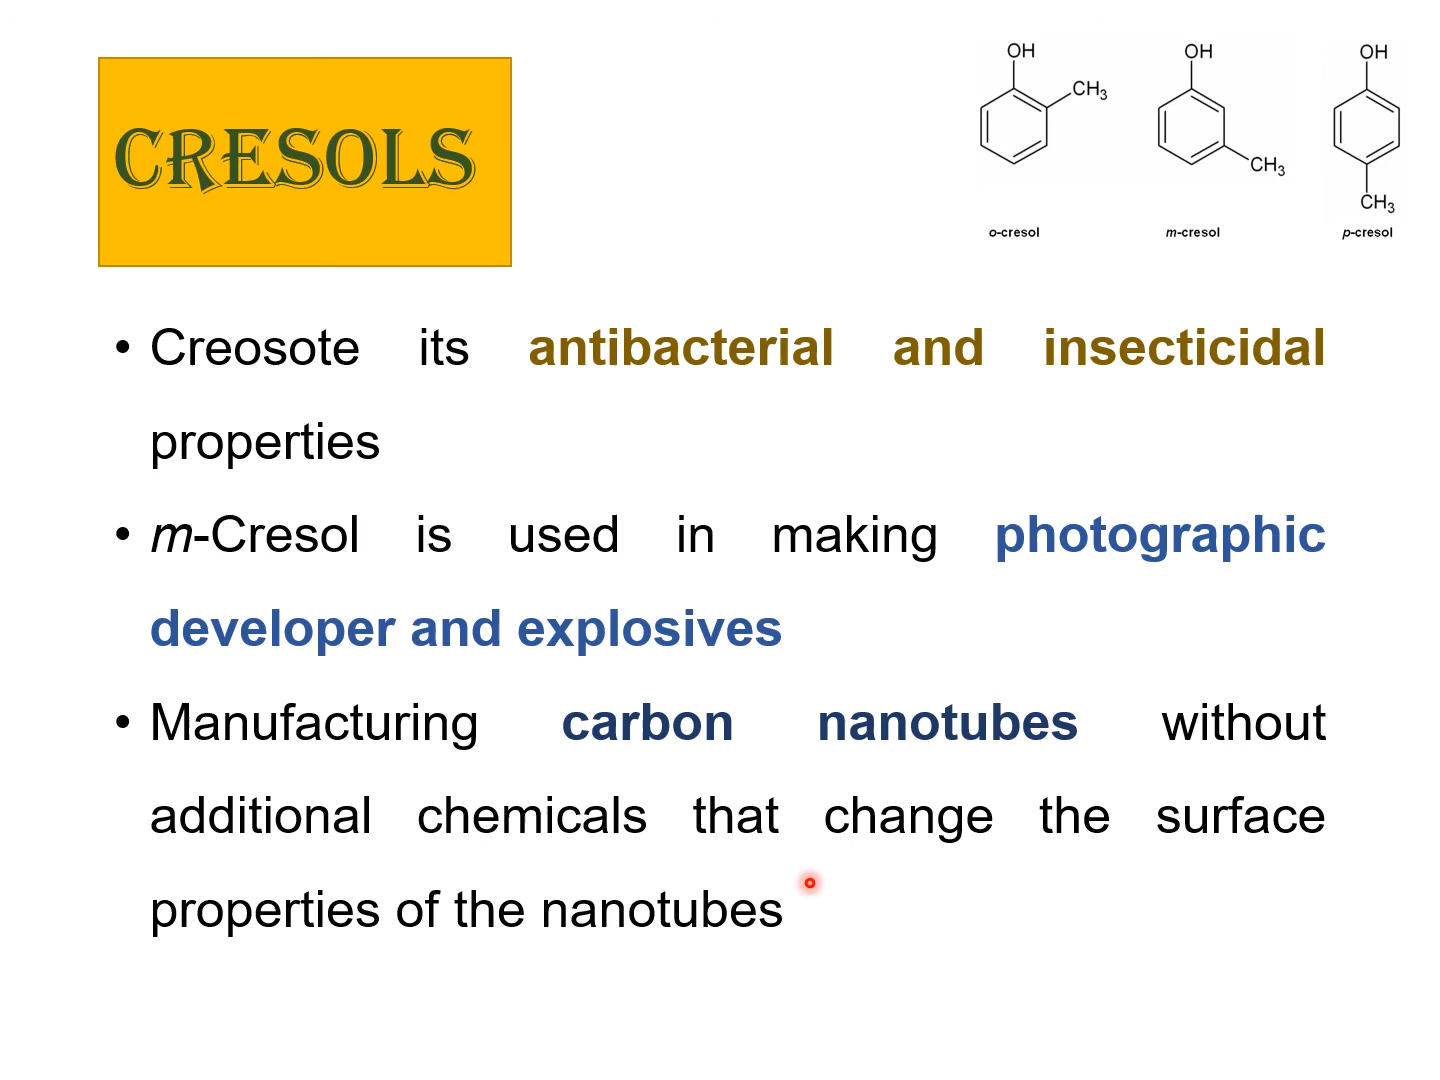 CRESOLS
OH
CH3
o-cresol
OH
CH3
m-cresol
OH
CH3
p-cresol
• Creosote its antibacterial and insecticidal
properties
• m-Cresol is used in making photographic
developer and explosives
• Manufacturing carbon nanotubes without
additional chemicals that change the surface
properties of the nanotubes